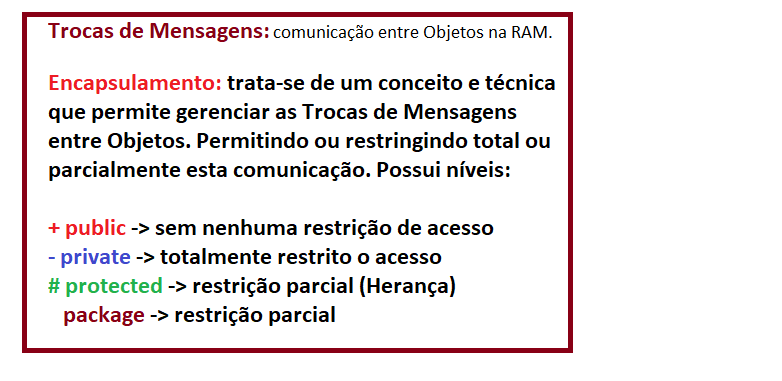 Trocas de Mensagens: comunicação entre Objetos na RAM.
Encapsulamento: trata-se de um conceito e técnica
que permite gerenciar as Trocas de Mensagens
entre Objetos. Permitindo ou restringindo total ou
parcialmente esta comunicação. Possui níveis:
+ public -> sem nenhuma restrição de acesso
- private -> totalmente restrito o acesso
# protected -> restrição parcial (Herança)
package -> restrição parcial